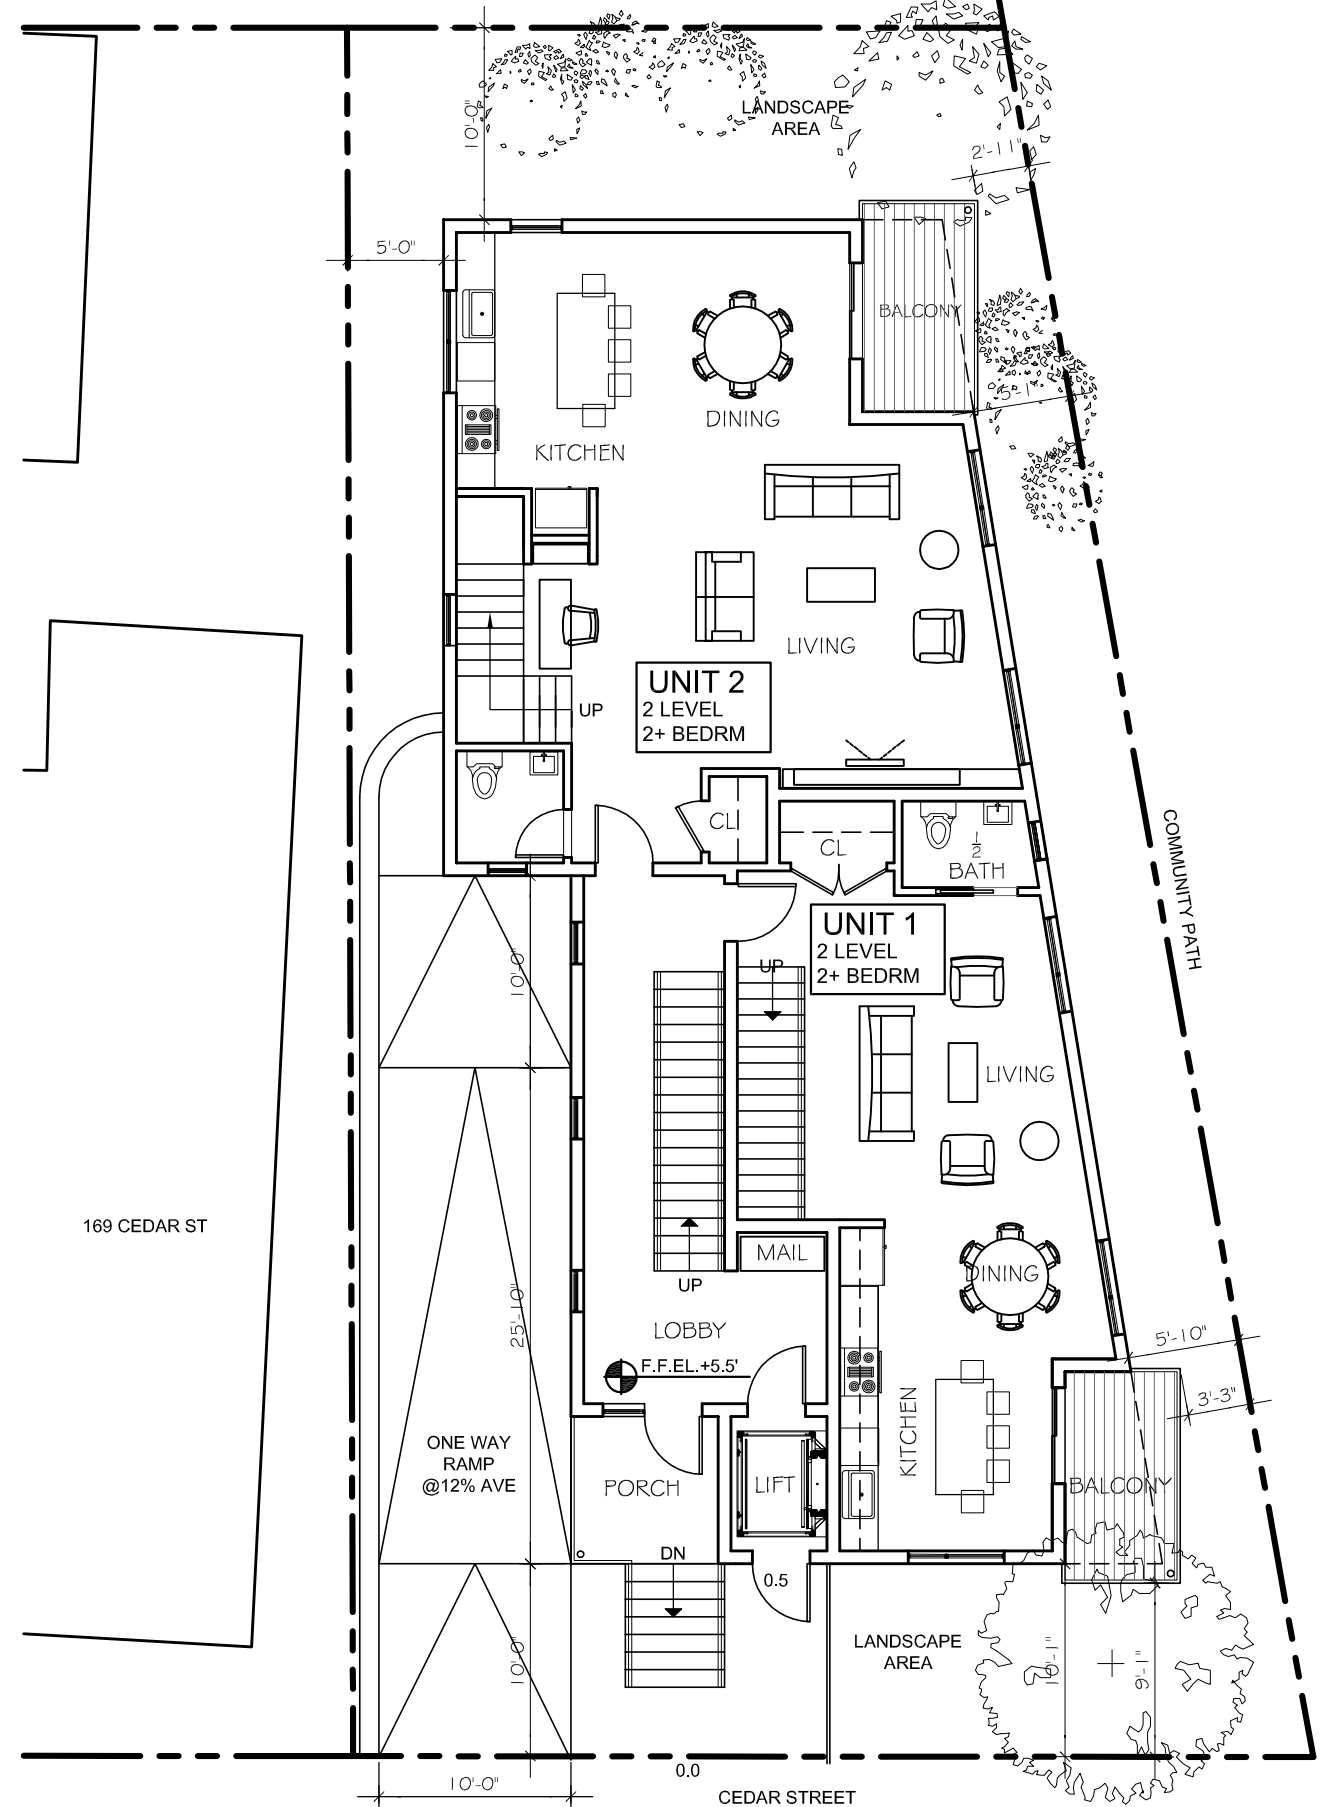 10'-0"
LANDSCAPE
AREA
2'-11"
5'-0"
BALCONY
5'-1"
DINING
KITCHEN
LIVING
UNIT 2
2 LEVEL
2+ BEDRM
UP
CL
CL
1/2
BATH
COMMUNITY PATH
UNIT 1
2 LEVEL
2+ BEDRM
10'-0"
UP
LIVING
169 CEDAR ST
MAIL
DINING
UP
25'-10"
LOBBY
F.F.EL.+5.5'
5'-10"
3'-3"
KITCHEN
ONE WAY
RAMP
@12% AVE
PORCH
LIFT
BALCONY
DN
0.5
LANDSCAPE
AREA
10'-0"
10'-1"
9'-1"
0.0
10'-0"
CEDAR STREET